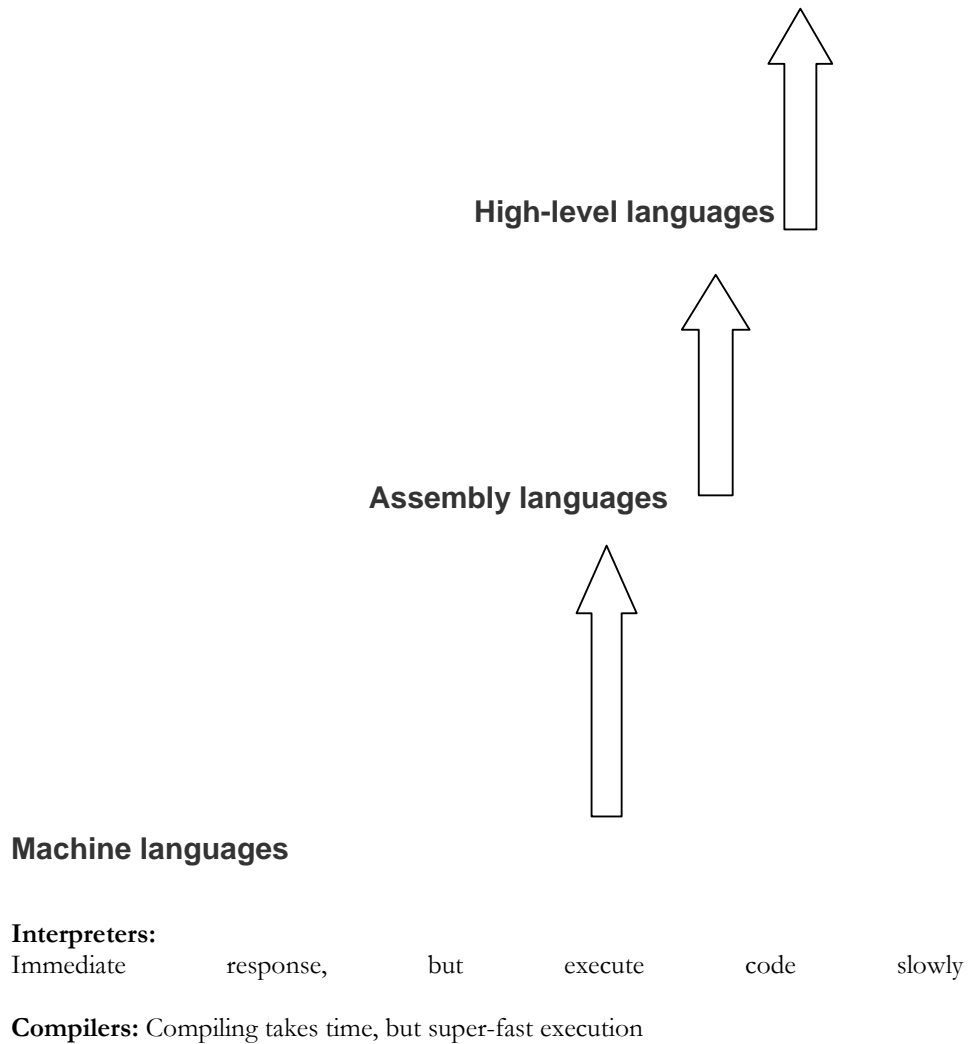 High-level languages
Assembly languages
Machine languages
Interpreters:
Immediate response, but execute code slowly
Compilers: Compiling takes time, but super-fast execution